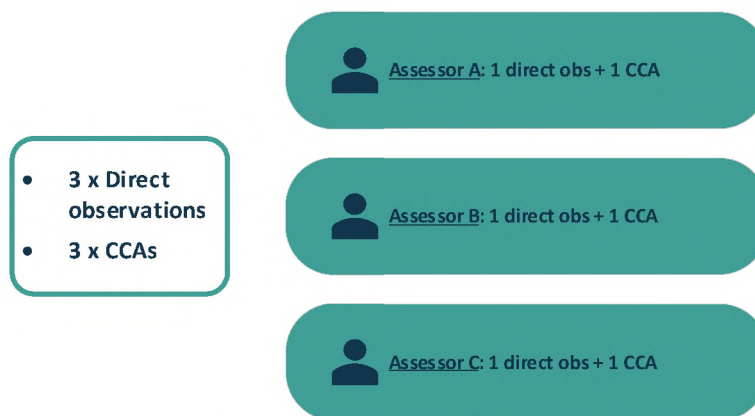 • 3 x Direct
observations
• 3 x CCAs
Assessor A: 1 direct obs + 1 CCA
Assessor B: 1 direct obs + 1 CCA
Assessor C: 1 direct obs + 1 CCA